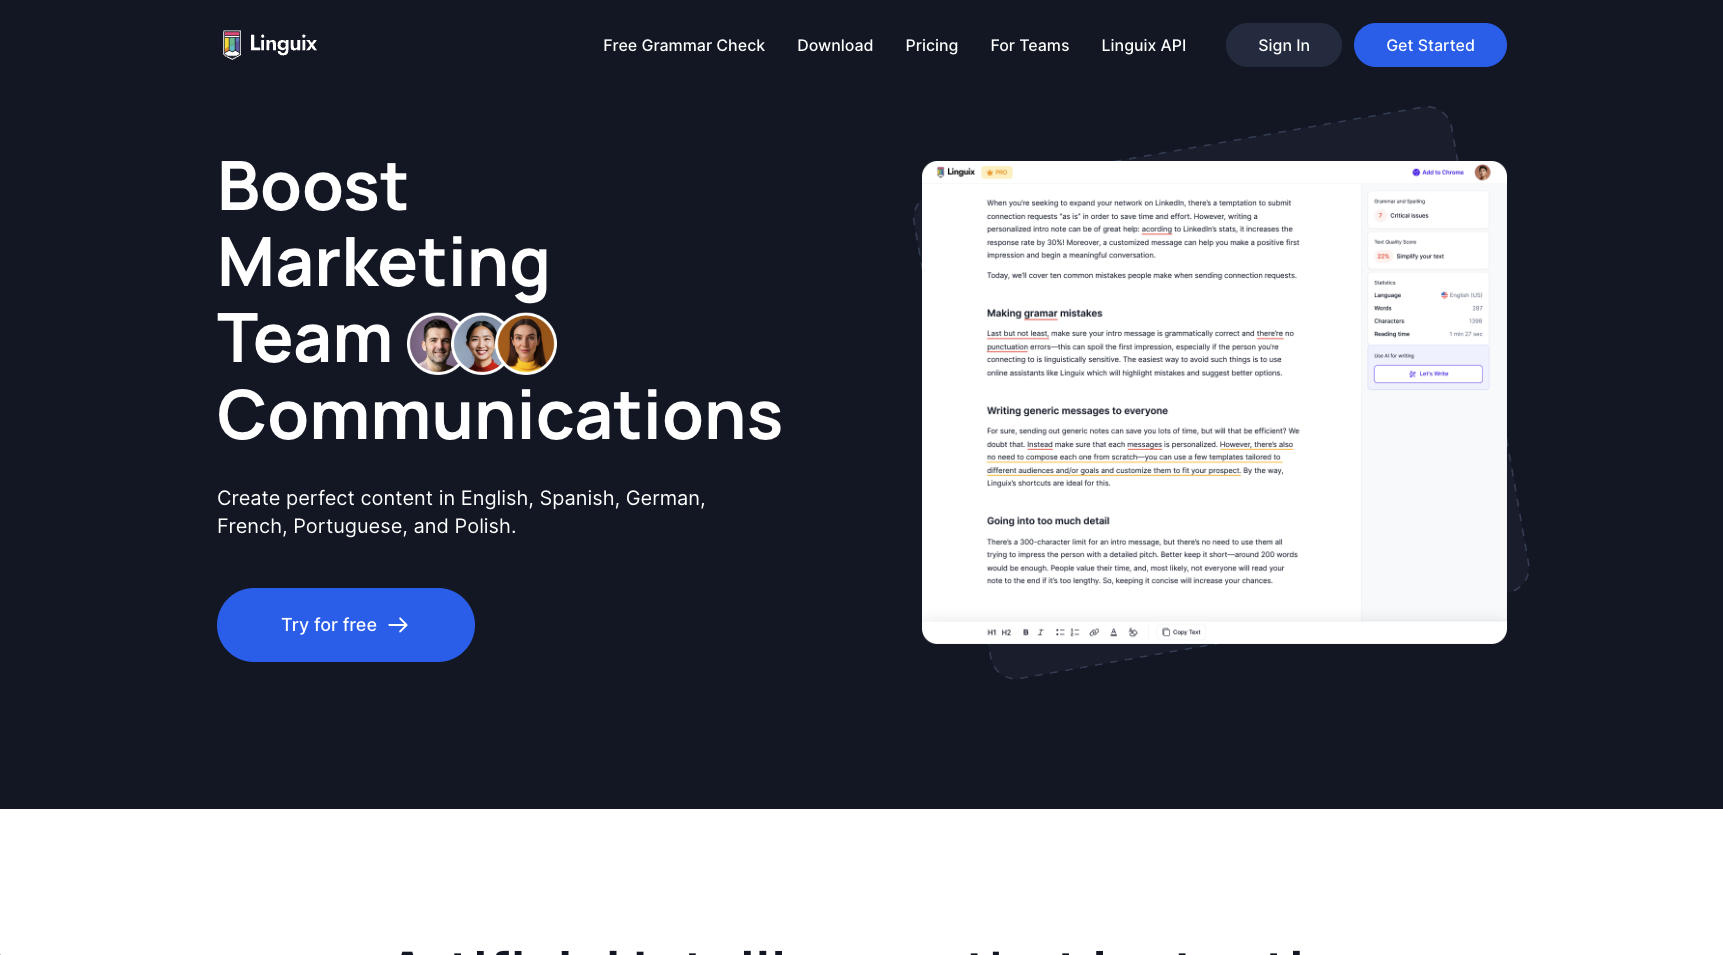 Linguix
Free Grammar Check
Download
Pricing
For Teams
Linguix API
Sign In
Get Started
Boost
Marketing
Team
Communications
Create perfect content in English, Spanish, German,
French, Portuguese, and Polish.
Try for free
Linguix
PRO
Add to Chrome
When you're seeking to expand your network on LinkedIn, there's a temptation to submit
connection requests "as is" in order to save time and effort. However, writing a
personalized intro note can be of great help: acording to LinkedIn's stats, it increases the
response rate by 30%! Moreover, a customized message can help you make a positive first
impression and begin a meaningful conversation.
Today, we'll cover ten common mistakes people make when sending connection requests.
Making gramar mistakes
Last but not least, make sure your intro message is grammatically correct and there're no
punctuation errors—this can spoil the first impression, especially if the person you're
connecting to is linguistically sensitive. The easiest way to avoid such things is to use
online assistants like Linguix which will highlight mistakes and suggest better options.
Writing generic messages to everyone
For sure, sending out generic notes can save you lots of time, but will that be efficient? We
doubt that. Instead make sure that each messages is personalized. However, there's also
no need to compose each one from scratch—you can use a few templates tailored to
different audiences and/or goals and customize them to fit your prospect. By the way,
Linguix's shortcuts are ideal for this.
Going into too much detail
There's a 300-character limit for an intro message, but there's no need to use them all
trying to impress the person with a detailed pitch. Better keep it short—around 200 words
would be enough. People value their time, and, most likely, not everyone will read your
note to the end if it's too lengthy. So, keeping it concise will increase your chances.
H1 H2 B I
Copy Text
Grammar and Spelling
7 Critical issues
Text Quality Score
22% Simplify your text
Statistics
Language English (US)
Words 297
Characters 1398
Reading time 1 min 27 sec
Use AI for writing
Let's Write